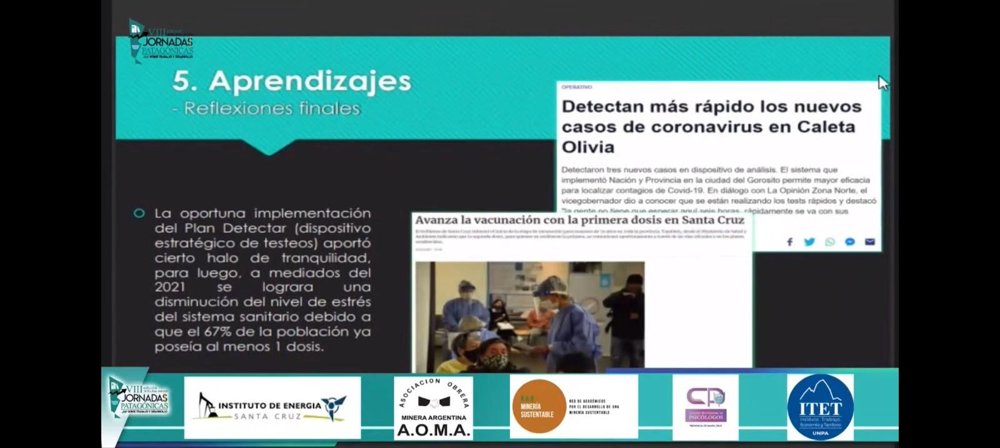 VIII edición
JORNADAS
PATAGÓNICAS
SOBRE TRABAJO Y DESARROLLO
5. Aprendizajes
- Reflexiones finales
La oportuna implementación
del Plan Detectar (dispositivo
estratégico de testeos) aportó
cierto halo de tranquilidad,
para luego, a mediados del
2021 se lograra una
disminución del nivel de estrés
del sistema sanitario debido a
que el 67% de la población ya
poseía al menos 1 dosis.
OPERATIVO
Detectan más rápido los nuevos
casos de coronavirus en Caleta
Olivia
Detectaron tres nuevos casos en dispositivo de análisis. El sistema que
implementó Nación y Provincia en la ciudad del Gorosito permite mayor eficacia
para localizar contagios de Covid-19. En diálogo con La Opinión Zona Norte, el
vicegobernador dio a conocer que se están realizando los tests rápidos y destacó
"la gente no tiene que esperar aquí seis horas, rápidamente se va con sus
Avanza la vacunación con la primera dosis en Santa Cruz
VIII edición
JORNADAS
PATAGÓNICAS
SOBRE TRABAJO Y DESARROLLO
INSTITUTO DE ENERGIA
SANTA CRUZ
ASOCIACION OBRERA
MINERA ARGENTINA
A.O.M.A.
MINERÍA
SUSTENTABLE
RED DE ACADÉMICOS
POR EL DESARROLLO DE UNA
MINERÍA SUSTENTABLE
CP
PSICÓLOGOS
PROVINCIA DE SANTA CRUZ
ITET
Instituto Trabajo,
Economía y Territorio
UNPA